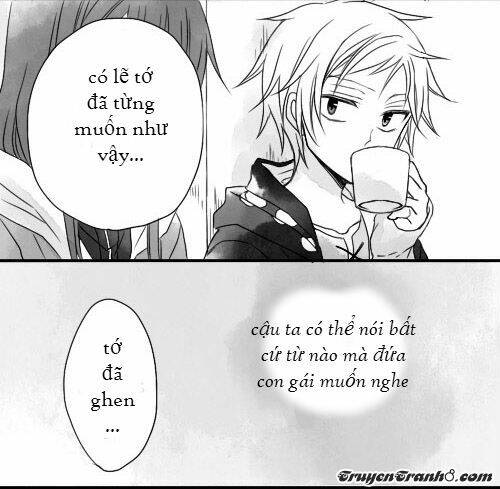 có lẽ tớ
đã từng
muốn như
vậy...
cậu ta có thể nói bất
cứ từ nào mà đứa
con gái muốn nghe
tớ
đã
ghen
...
TruyenTranh8.com